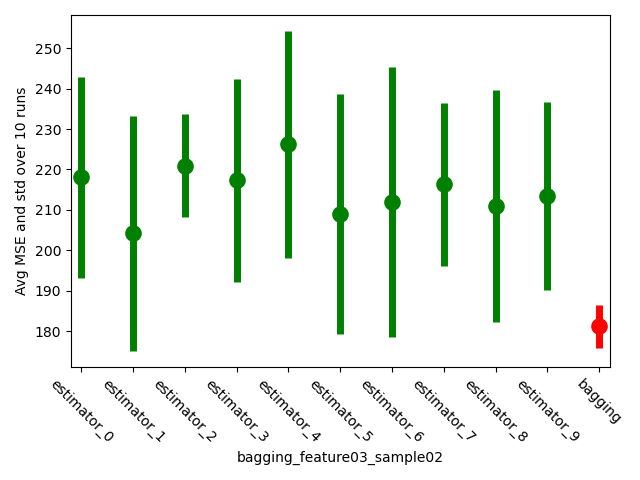 250
240
230
220
210
200
190
180
Avg MSE and std over 10 runs
estimator_0
estimator_1
estimator_2
estimator_3
estimator_4
estimator_5
estimator_6
estimator_7
estimator_8
estimator_9
bagging
bagging_feature03_sample02